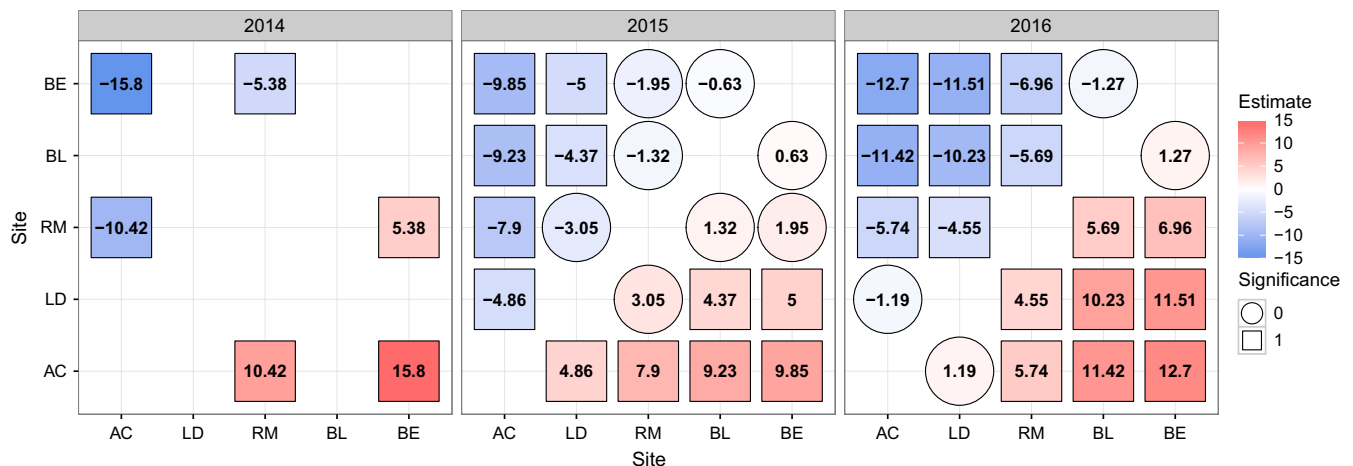 2014 2015 2016
BE −15.8 −5.38 −9.85 −5 −1.95 −0.63 −12.7 −11.51 −6.96 −1.27
BL −9.23 −4.37 −1.32 0.63 −11.42 −10.23 −5.69 1.27
RM −10.42 5.38 −7.9 −3.05 1.32 1.95 −5.74 −4.55 5.69 6.96
LD −4.86 3.05 4.37 5 −1.19 4.55 10.23 11.51
AC 10.42 15.8 4.86 7.9 9.23 9.85 1.19 5.74 11.42 12.7
AC LD RM BL BE AC LD RM BL BE AC LD RM BL BE
Site
Site
Estimate
15
10
5
0
−5
−10
−15
Significance
0
1